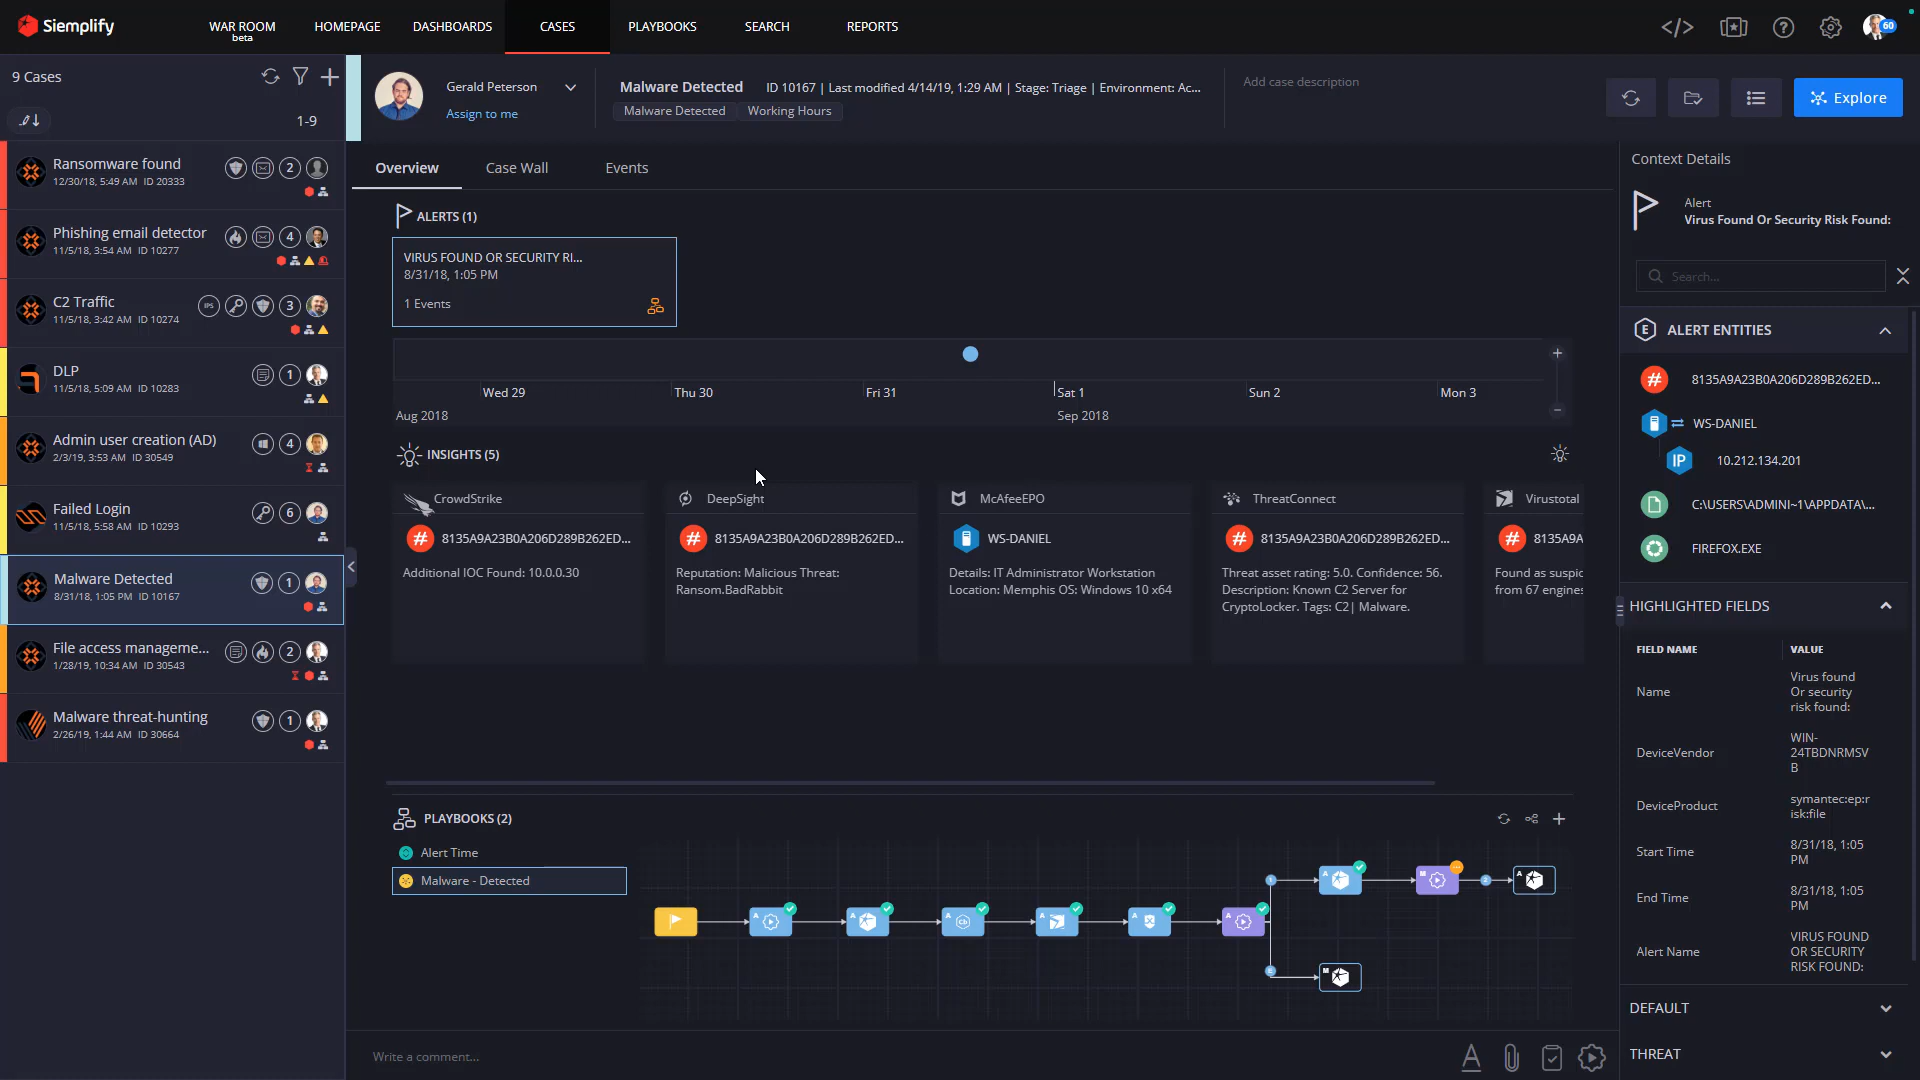 Siemplify
WAR ROOM
beta
HOMEPAGE
DASHBOARDS
CASES
PLAYBOOKS
SEARCH
REPORTS
60
9 Cases
1-9
Ransomware found
12/30/18, 5:49 AM ID 20333
2
Phishing email detector
11/5/18, 3:54 AM ID 10277
4
C2 Traffic
11/5/18, 3:42 AM ID 10274
IPS
3
DLP
11/5/18, 5:09 AM ID 10283
1
Admin user creation (AD)
2/3/19, 3:53 AM ID 30549
4
Failed Login
11/5/18, 5:58 AM ID 10293
6
Malware Detected
8/31/18, 1:05 PM ID 10167
1
File access manageme...
1/28/19, 10:34 AM ID 30543
2
Malware threat-hunting
2/26/19, 1:44 AM ID 30664
1
Gerald Peterson
Assign to me
Malware Detected ID 10167 | Last modified 4/14/19, 1:29 AM | Stage: Triage | Environment: Ac...
Malware Detected Working Hours
Add case description
Explore
Overview
Case Wall
Events
ALERTS (1)
VIRUS FOUND OR SECURITY RI...
8/31/18, 1:05 PM
1 Events
Wed 29 Thu 30 Fri 31 Sat 1 Sun 2 Mon 3
Aug 2018 Sep 2018
INSIGHTS (5)
CrowdStrike
# 8135A9A23B0A206D289B262ED...
Additional IOC Found: 10.0.0.30
DeepSight
# 8135A9A23B0A206D289B262ED...
Reputation: Malicious Threat:
Ransom.BadRabbit
McAfeeEPO
WS-DANIEL
Details: IT Administrator Workstation
Location: Memphis OS: Windows 10 x64
ThreatConnect
# 8135A9A23B0A206D289B262ED...
Threat asset rating: 5.0. Confidence: 56.
Description: Known C2 Server for
CryptoLocker. Tags: C2| Malware.
Virustotal
# 8135A9A
Found as suspic
from 67 engines
PLAYBOOKS (2)
Alert Time
Malware - Detected
A
A
A
A
A
A
A
M
A
M
Write a comment...
Context Details
Alert
Virus Found Or Security Risk Found:
Search...
E ALERT ENTITIES
# 8135A9A23B0A206D289B262ED...
WS-DANIEL
IP 10.212.134.201
C:\USERS\ADMINI~1\APPDATA\...
FIREFOX.EXE
HIGHLIGHTED FIELDS
FIELD NAME VALUE
Name
Virus found
Or security
risk found:
DeviceVendor
WIN-
24TBDNRMSV
B
DeviceProduct
symantec:ep:r
isk:file
Start Time
8/31/18, 1:05
PM
End Time
8/31/18, 1:05
PM
Alert Name
VIRUS FOUND
OR SECURITY
RISK FOUND:
DEFAULT
THREAT